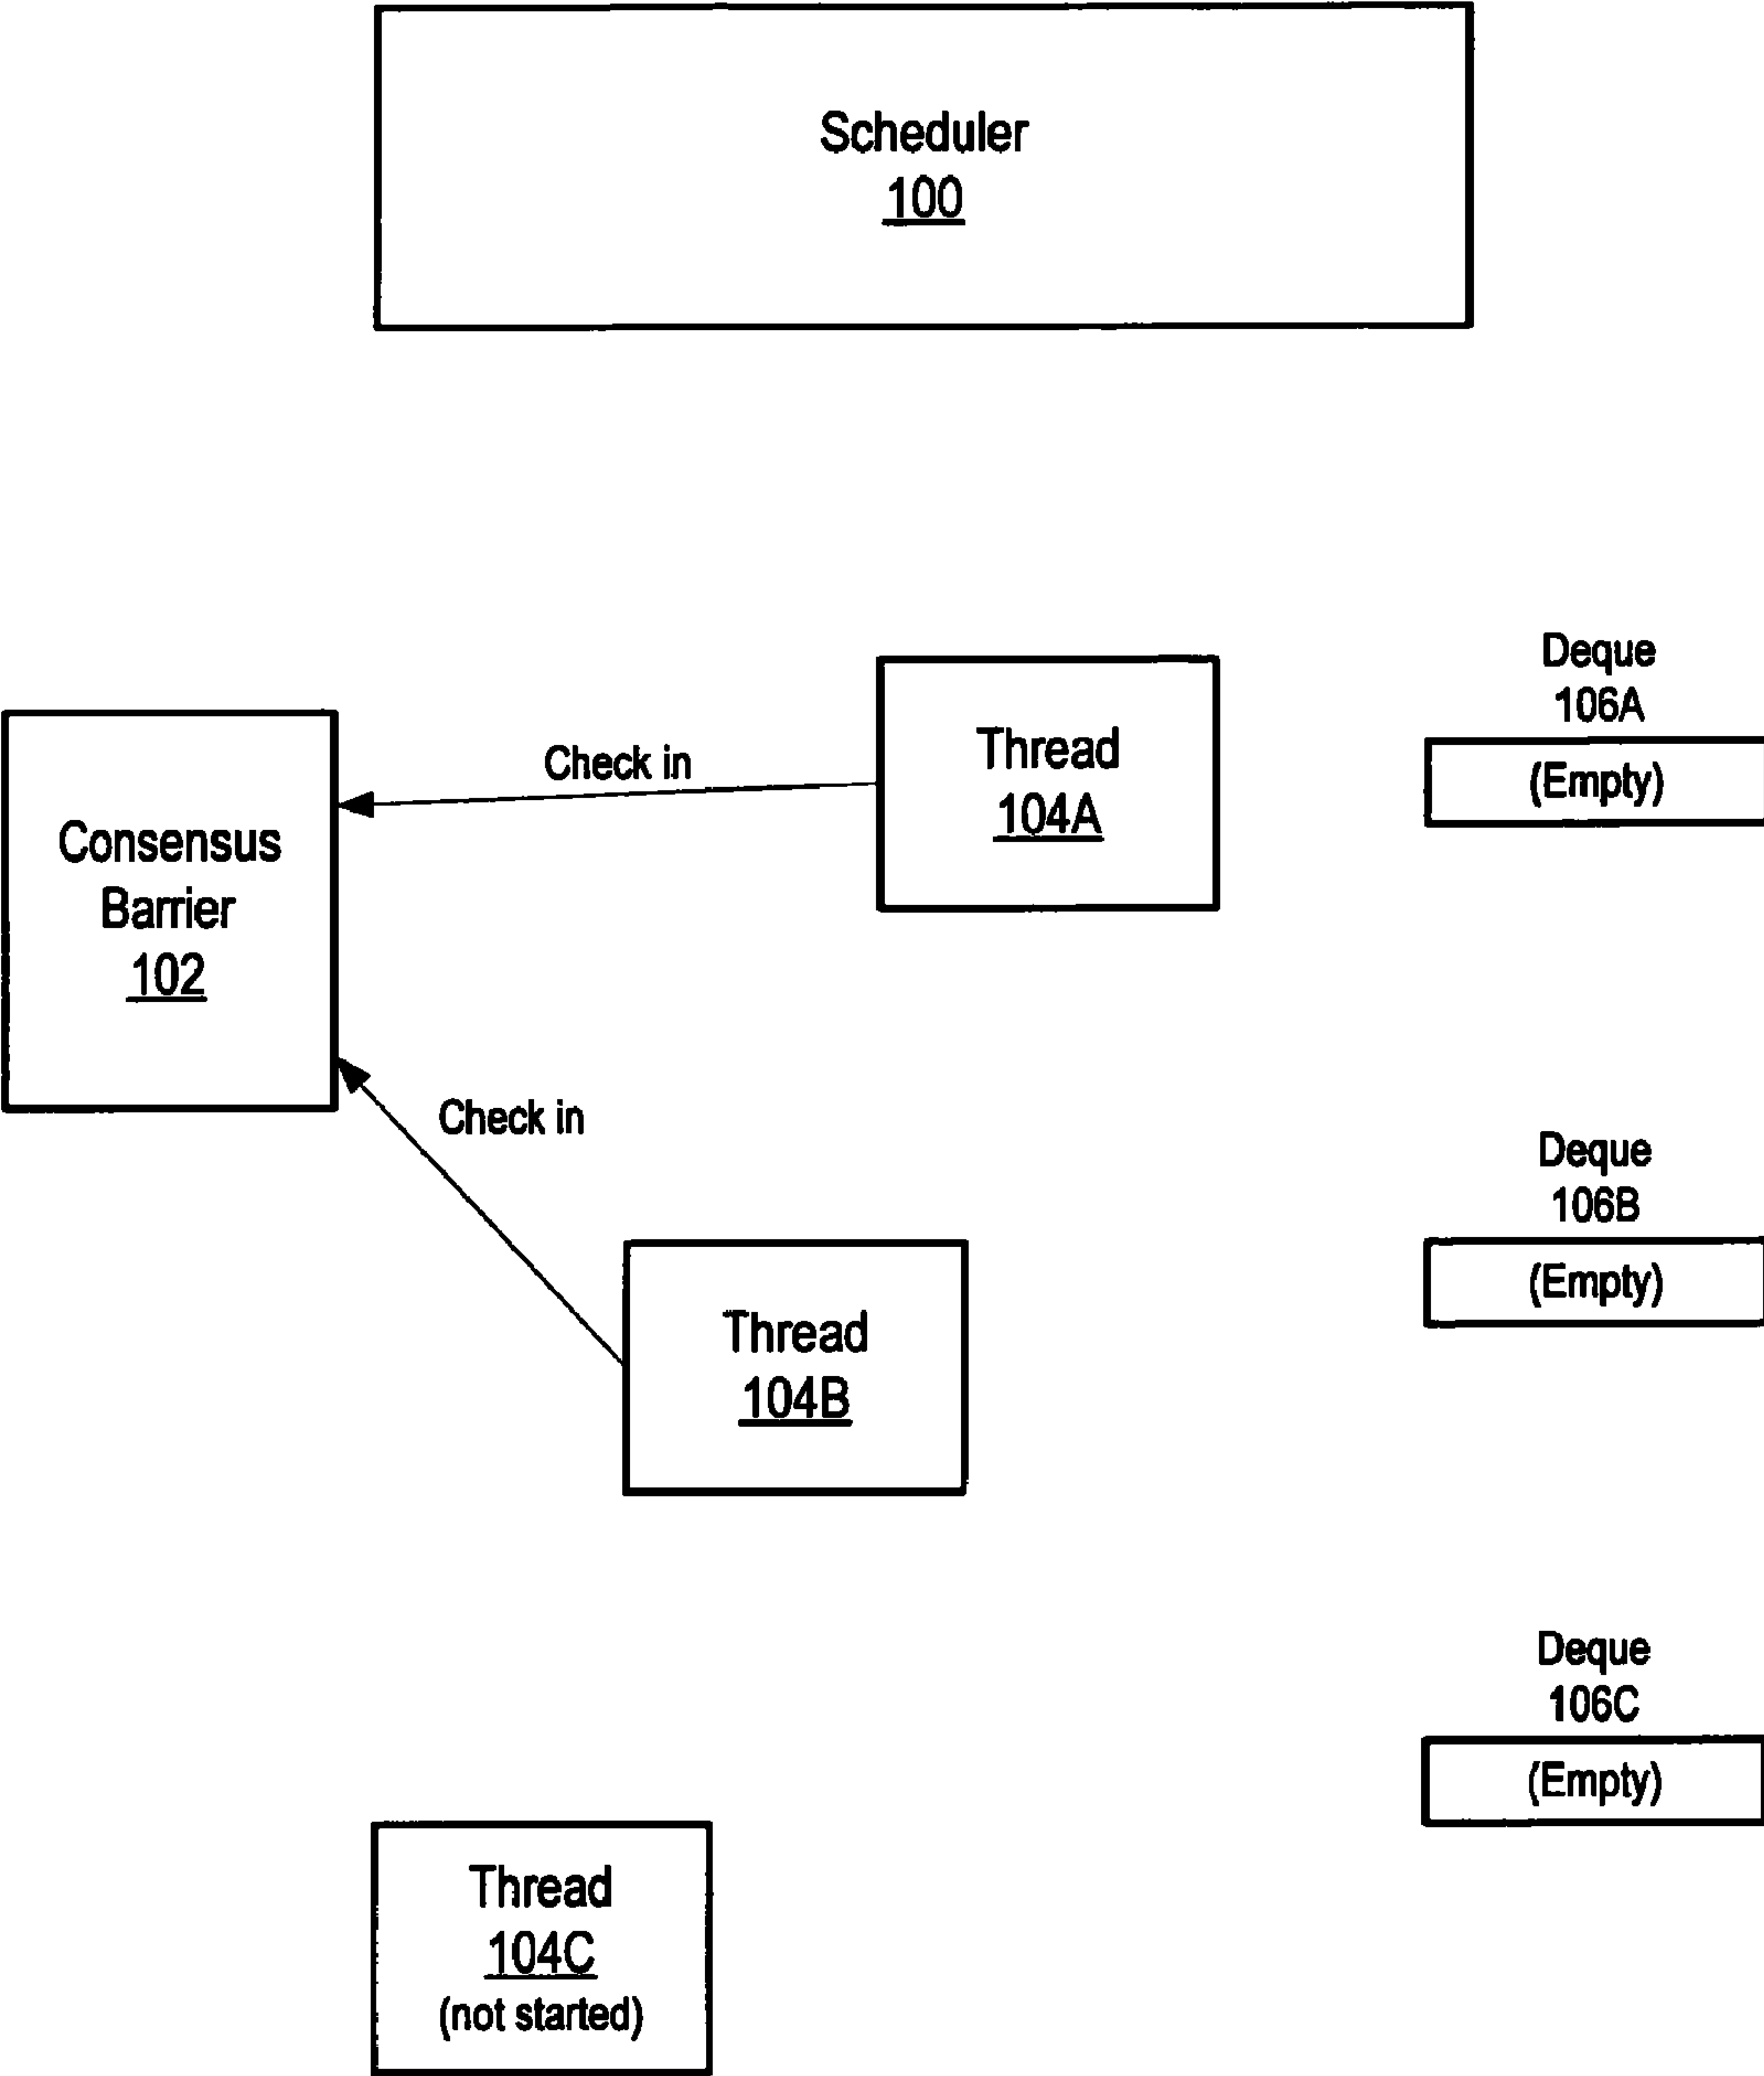 Scheduler
100
Deque
106A
(Empty)
Thread
104A
Check in
Consensus
Barrier
102
Check in
Deque
106B
(Empty)
Thread
104B
Deque
106C
(Empty)
Thread
104C
(not started)